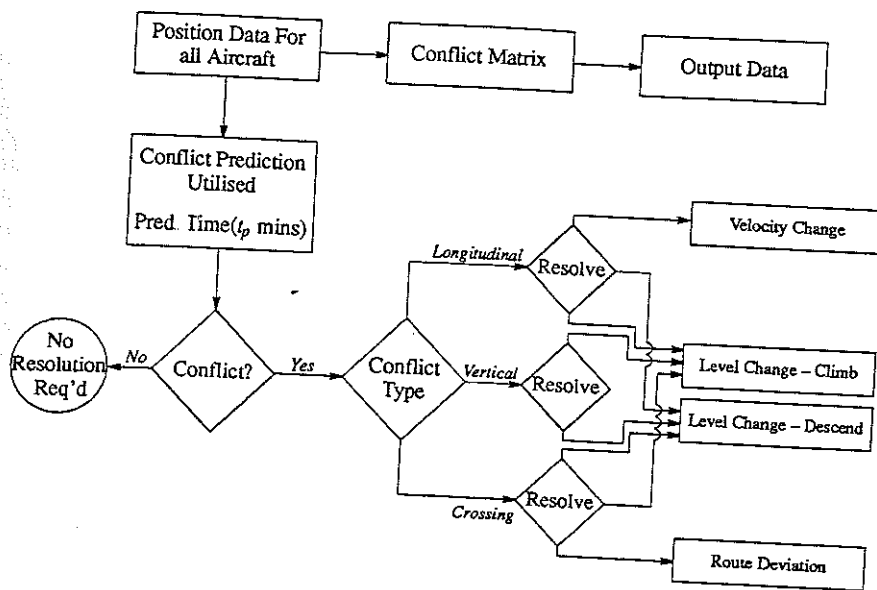 Position Data For
all Aircraft
Conflict Matrix
Output Data
Conflict Prediction
Utilised
Pred. Time(tp mins)
Longitudinal
Resolve
Velocity Change
No
Resolution
Req'd
No
Conflict?
Yes
Conflict
Type
Vertical
Resolve
Level Change – Climb
Level Change – Descend
Crossing
Resolve
Route Deviation